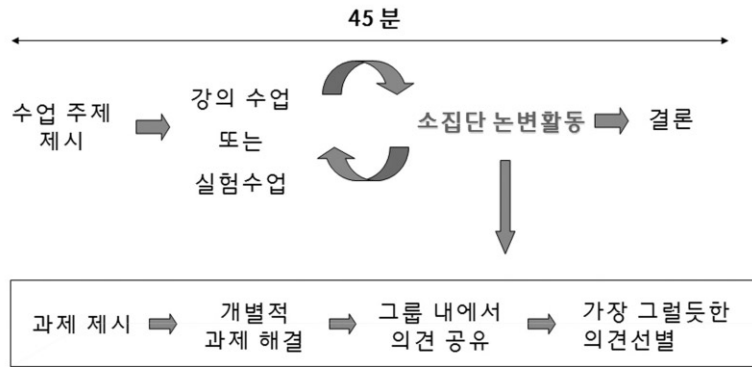 45 분
수업 주제
제시
강의 수업
또는
실험수업
소집단 논변활동
결론
과제 제시
개별적
과제 해결
그룹 내에서
의견 공유
가장 그럴듯한
의견선별